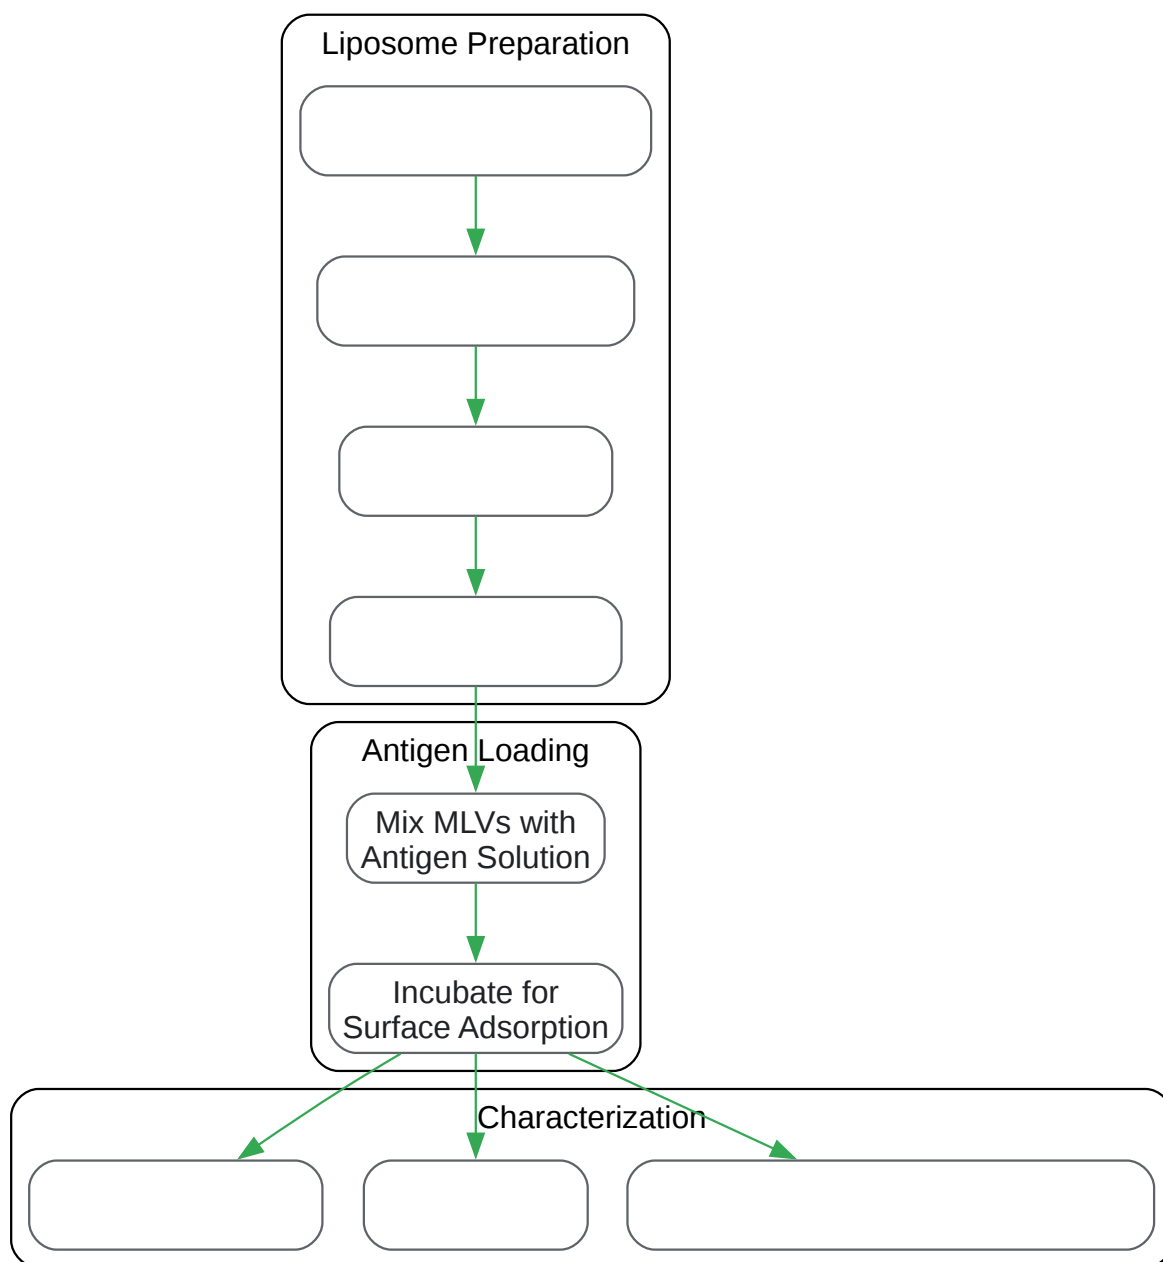 Liposome Preparation
Antigen Loading
Mix MLVs with
Antigen Solution
Incubate for
Surface Adsorption
Characterization